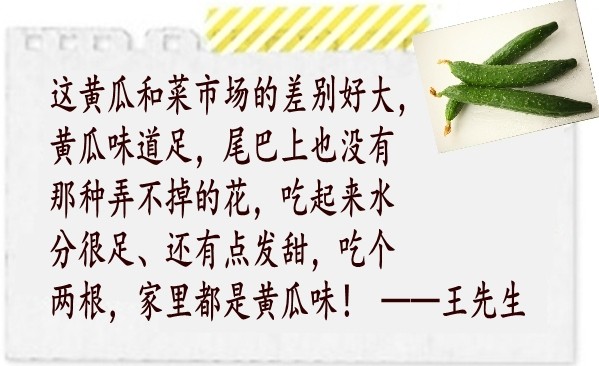 这黄瓜和菜市场的差别好大，
黄瓜味道足，尾巴上也没有
那种弄不掉的花，吃起来水
分很足、还有点发甜，吃个
两根，家里都是黄瓜味！ ——王先生